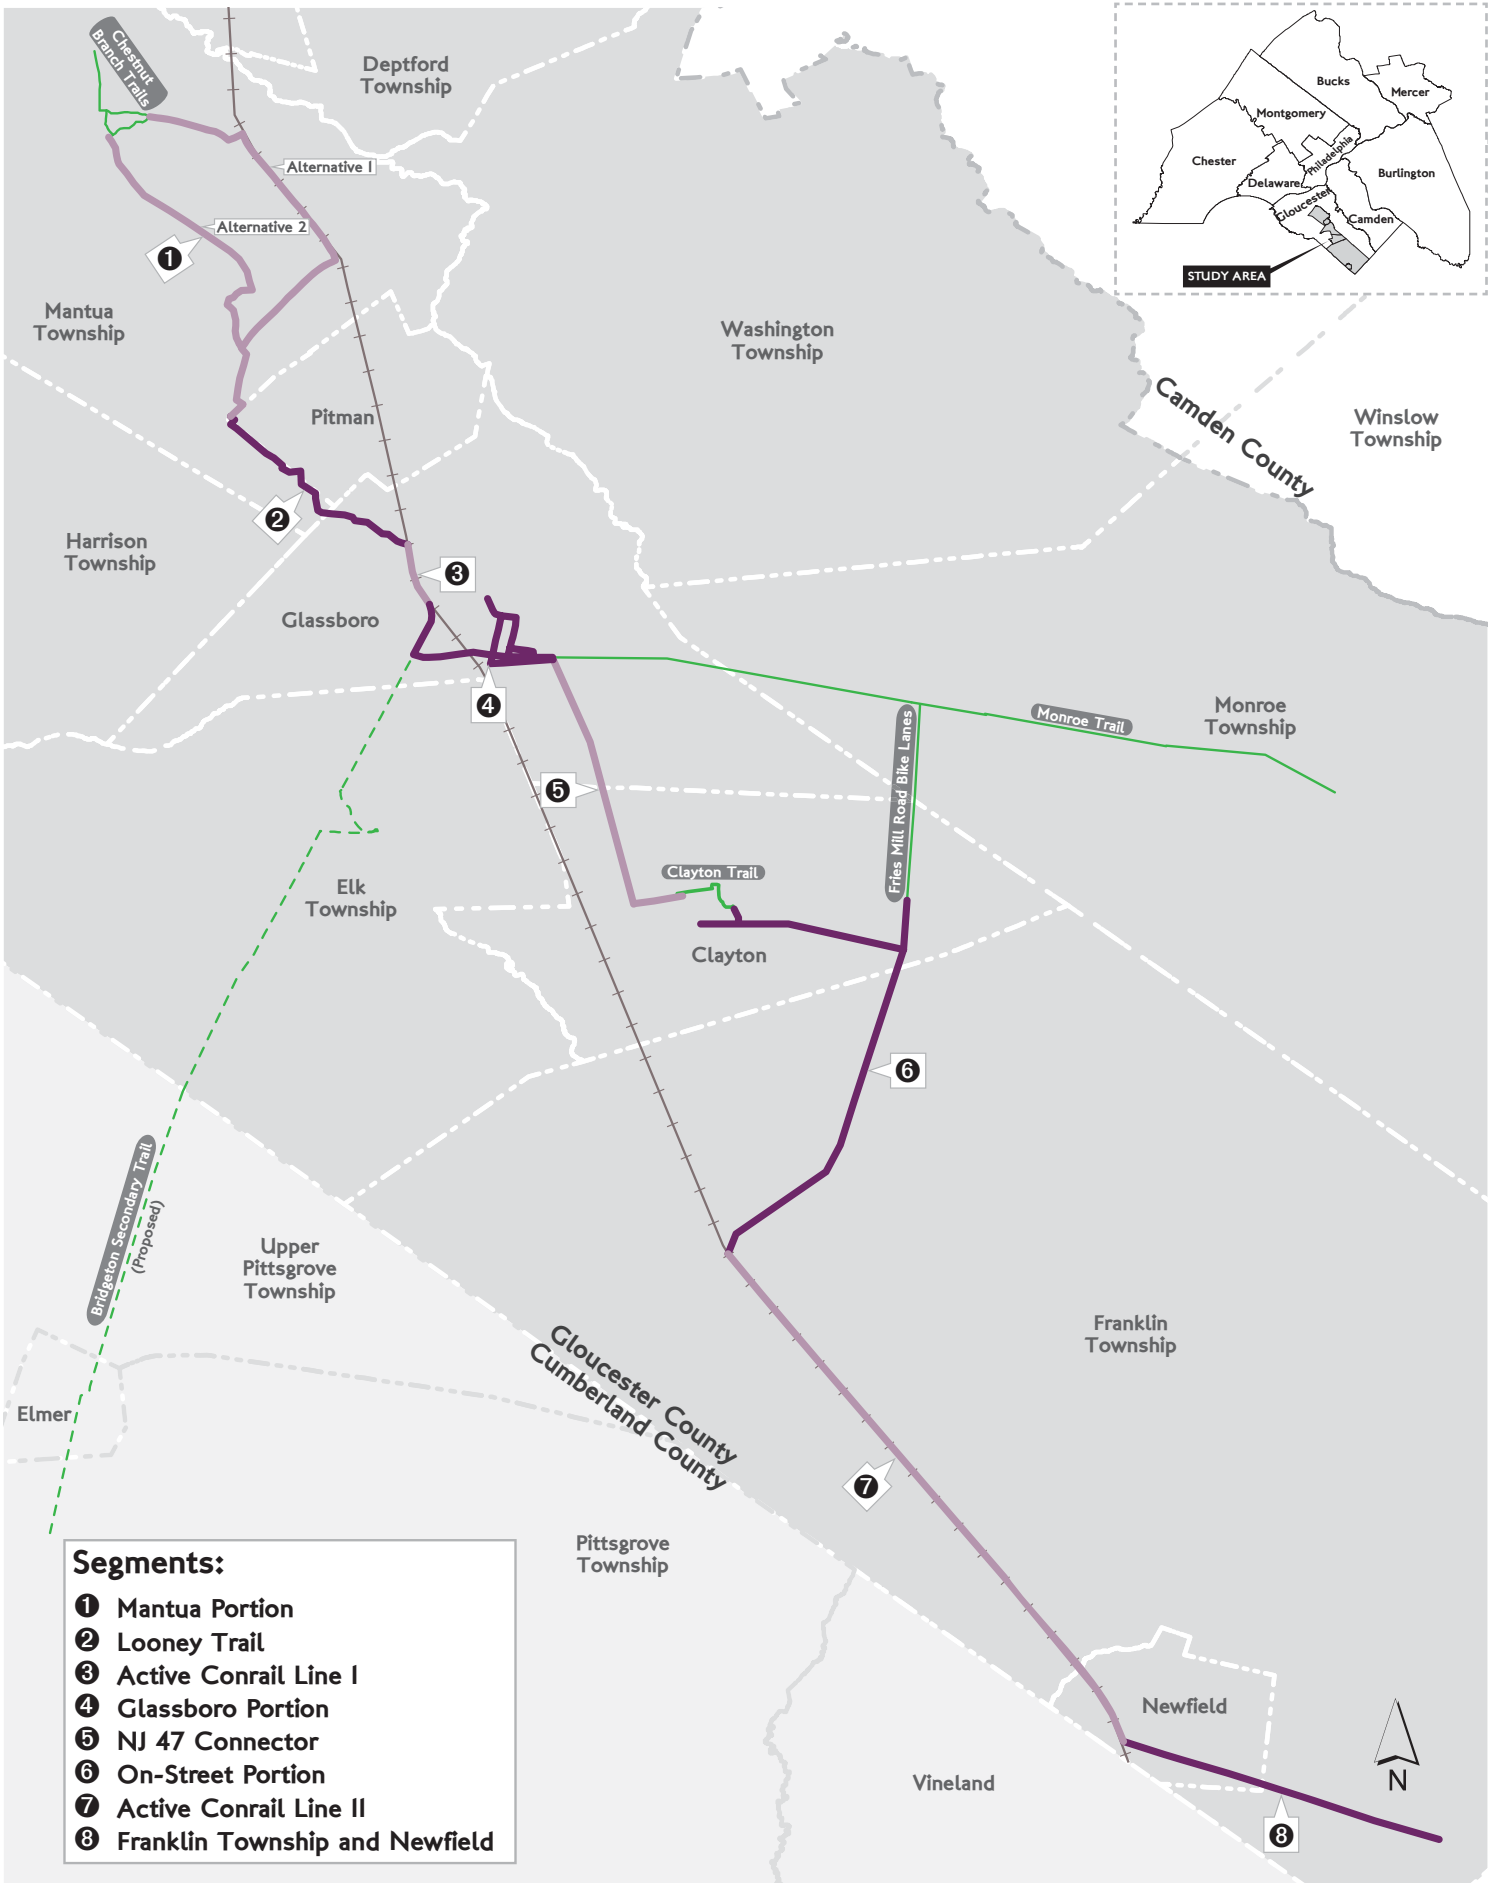 Chestnut
Branch Trails
Deptford
Township
Bucks
Mercer
Montgomery
Philadelphia
Chester
Delaware
Burlington
Gloucester
Camden
STUDY AREA
Alternative 1
Alternative 2
1
Mantua
Township
Washington
Township
Camden County
Winslow
Township
Pitman
2
Harrison
Township
3
Glassboro
4
Monroe Trail
Monroe
Township
Fries Mill Road Bike Lanes
5
Clayton Trail
Elk
Township
Clayton
6
Bridgeton Secondary Trail
(Proposed)
Upper
Pittsgrove
Township
Franklin
Township
Gloucester County
Cumberland County
Elmer
7
Pittsgrove
Township
Newfield
Vineland
N
8
Segments:
1 Mantua Portion
2 Looney Trail
3 Active Conrail Line I
4 Glassboro Portion
5 NJ 47 Connector
6 On-Street Portion
7 Active Conrail Line II
8 Franklin Township and Newfield